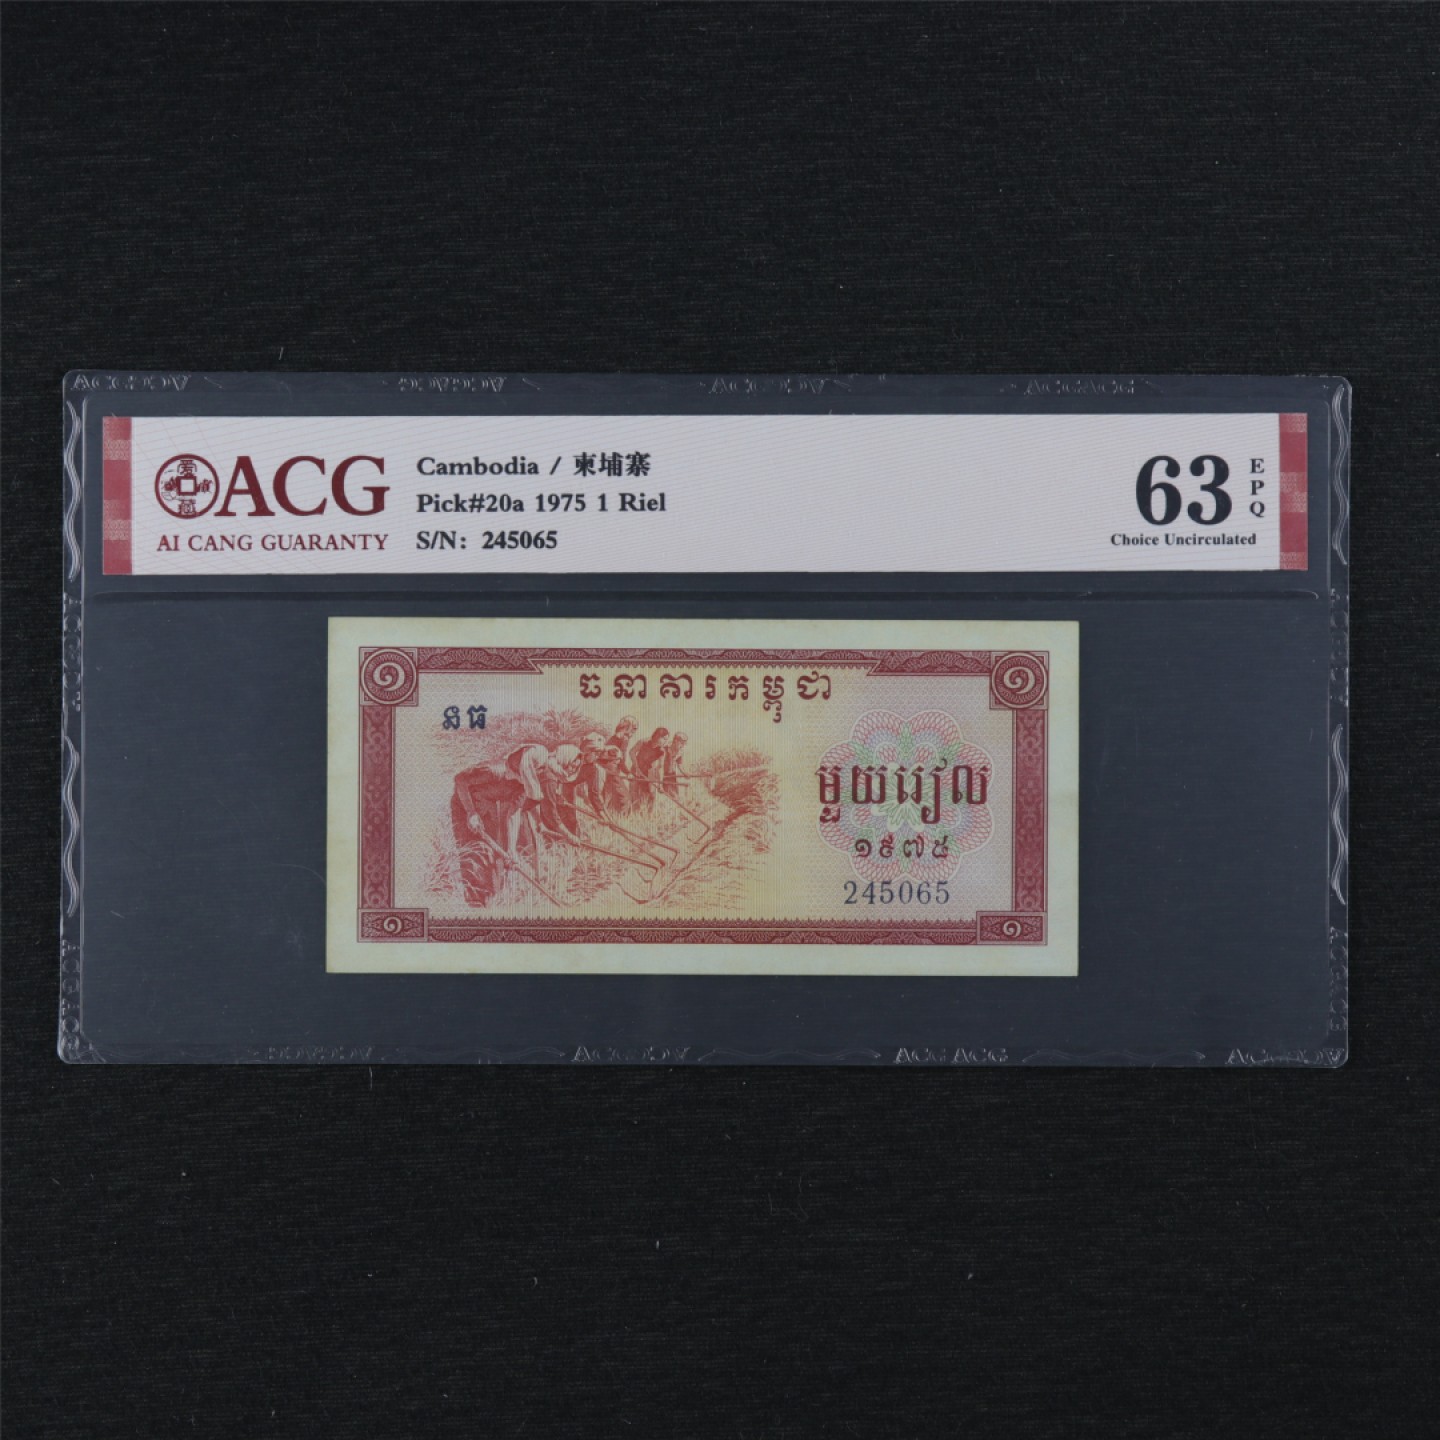 ACG
AI CANG GUARANTY
Cambodia / 柬埔寨
Pick#20a 1975 1 Riel
S/N: 245065
63
EPQ
Choice Uncirculated
១
១
ធនាគារកម្ពុជា
នធ
មួយរៀល
១៩៧៥
245065
១
១